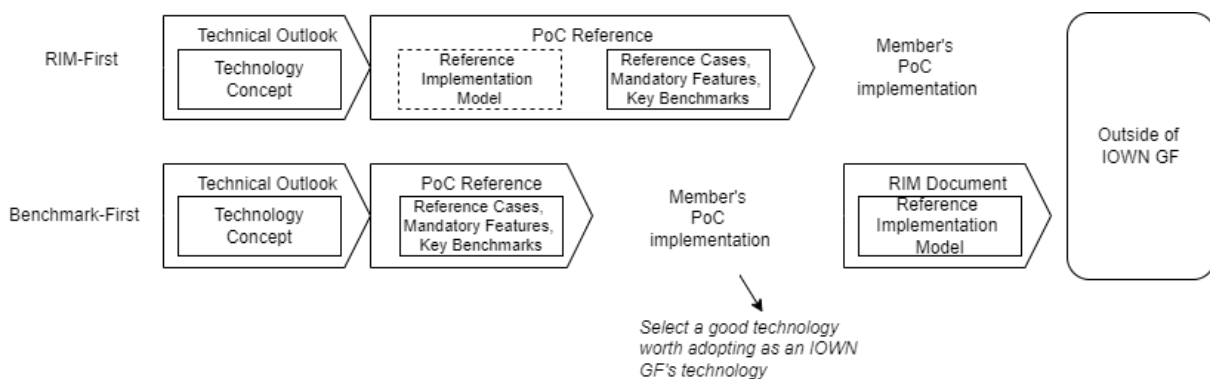 RIM-First
Technical Outlook
Technology
Concept
PoC Reference
Reference
Implementation
Model
Reference Cases,
Mandatory Features,
Key Benchmarks
Member's
PoC
implementation
Outside of
IOWN GF
Benchmark-First
Technical Outlook
Technology
Concept
PoC Reference
Reference Cases,
Mandatory Features,
Key Benchmarks
Member's
PoC
implementation
RIM Document
Reference
Implementation
Model
Select a good technology
worth adopting as an IOWN
GF's technology